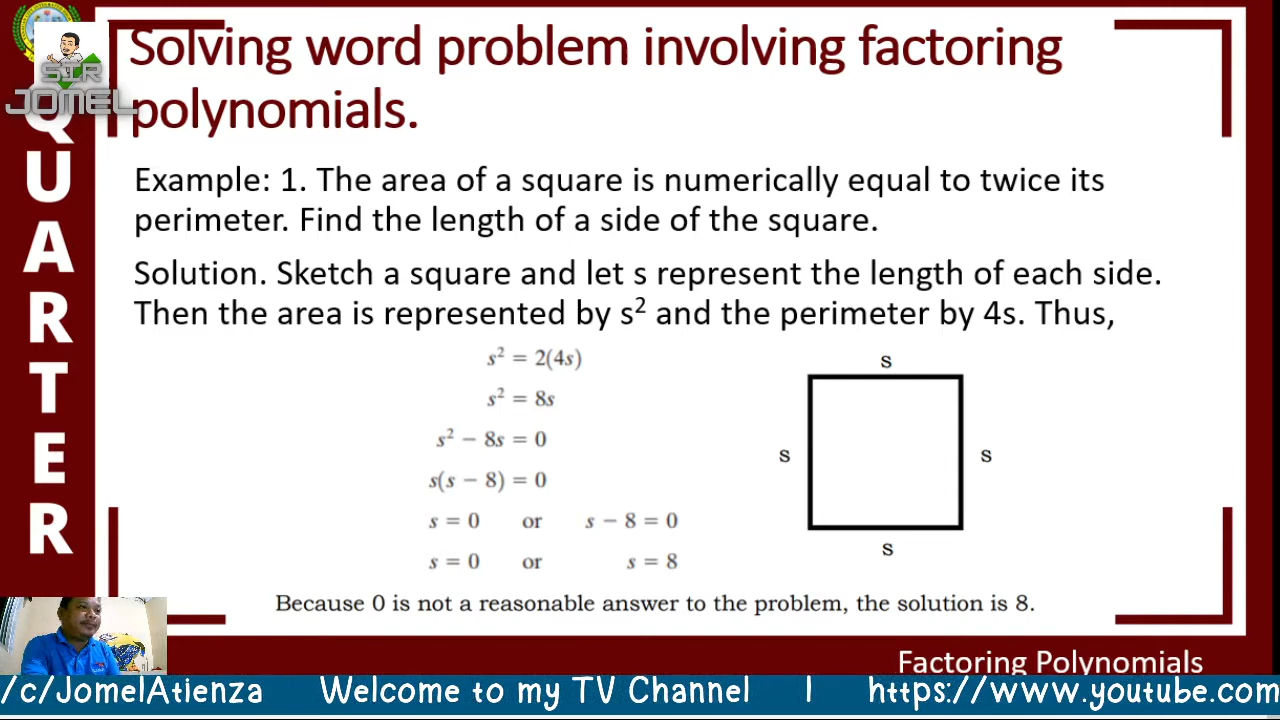 Solving word problem involving factoring
polynomials.
SIR
JOMEL
QUARTER
Example: 1. The area of a square is numerically equal to twice its
perimeter. Find the length of a side of the square.
Solution. Sketch a square and let s represent the length of each side.
Then the area is represented by s² and the perimeter by 4s. Thus,
s² = 2(4s)
s² = 8s
s² − 8s = 0
s(s − 8) = 0
s = 0 or s − 8 = 0
s = 0 or s = 8
s
s s
s
Because 0 is not a reasonable answer to the problem, the solution is 8.
Factoring Polynomials
/c/JomelAtienza Welcome to my TV Channel | https://www.youtube.com